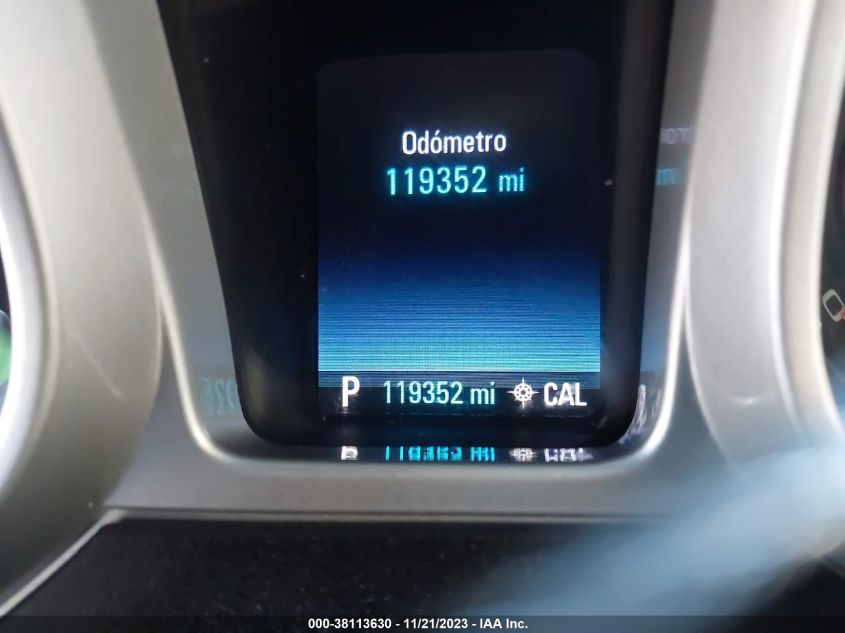 Odómetro
119352 mi
P 119352 mi CAL
000-38113630 - 11/21/2023 - IAA Inc.